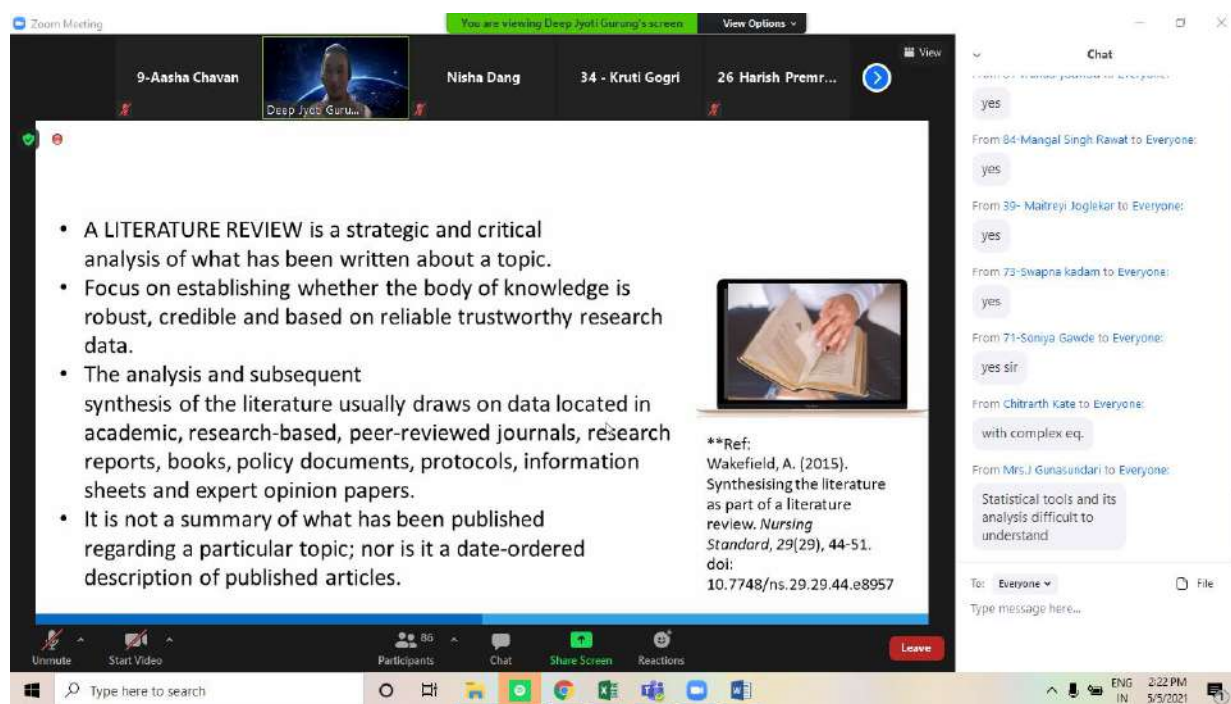 Zoom Meeting
You are viewing Deep Jyoti Gurung's screen
View Options
View
9-Aasha Chavan
Deep Jyoti Guru...
Nisha Dang
34 - Kruti Gogri
26 Harish Premr...
• A LITERATURE REVIEW is a strategic and critical
analysis of what has been written about a topic.
• Focus on establishing whether the body of knowledge is
robust, credible and based on reliable trustworthy research
data.
• The analysis and subsequent
synthesis of the literature usually draws on data located in
academic, research-based, peer-reviewed journals, research
reports, books, policy documents, protocols, information
sheets and expert opinion papers.
• It is not a summary of what has been published
regarding a particular topic; nor is it a date-ordered
description of published articles.
**Ref:
Wakefield, A. (2015).
Synthesising the literature
as part of a literature
review. Nursing
Standard, 29(29), 44-51.
doi:
10.7748/ns.29.29.44.e8957
Chat
yes
From 84-Mangal Singh Rawat to Everyone:
yes
From 39- Maitreyi Joglekar to Everyone:
yes
From 73-Swapna kadam to Everyone:
yes
From 71-Soniya Gawde to Everyone:
yes sir
From Chitrarth Kate to Everyone:
with complex eq.
From Mrs.J Gunasundari to Everyone:
Statistical tools and its
analysis difficult to
understand
To: Everyone
File
Type message here...
Unmute
Start Video
86
Participants
Chat
Share Screen
Reactions
Leave
Type here to search
ENG
IN
2:22 PM
5/5/2021